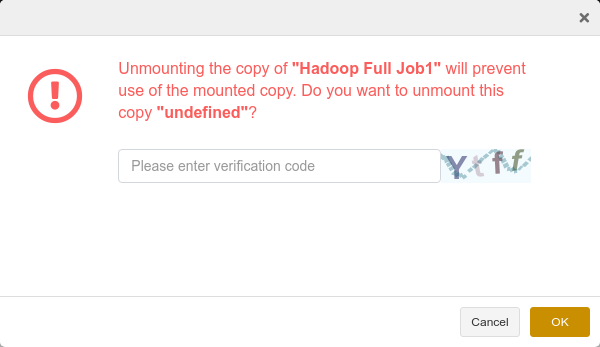 Unmounting the copy of "Hadoop Full Job1" will prevent
use of the mounted copy. Do you want to unmount this
copy "undefined"?
Please enter verification code
Cancel
OK